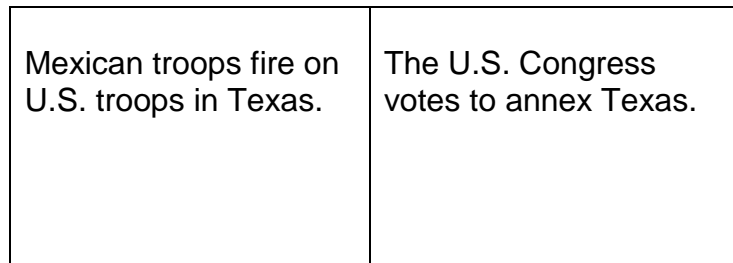 Mexican troops fire on
U.S. troops in Texas.
The U.S. Congress
votes to annex Texas.